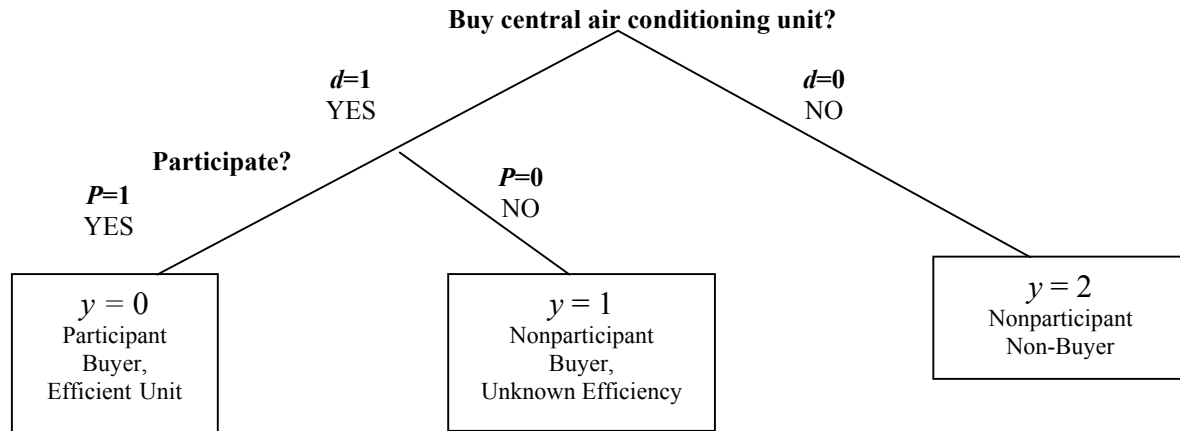 Buy central air conditioning unit?
d=1
YES
d=0
NO
Participate?
P=1
YES
P=0
NO
y = 0
Participant
Buyer,
Efficient Unit
y = 1
Nonparticipant
Buyer,
Unknown Efficiency
y = 2
Nonparticipant
Non-Buyer